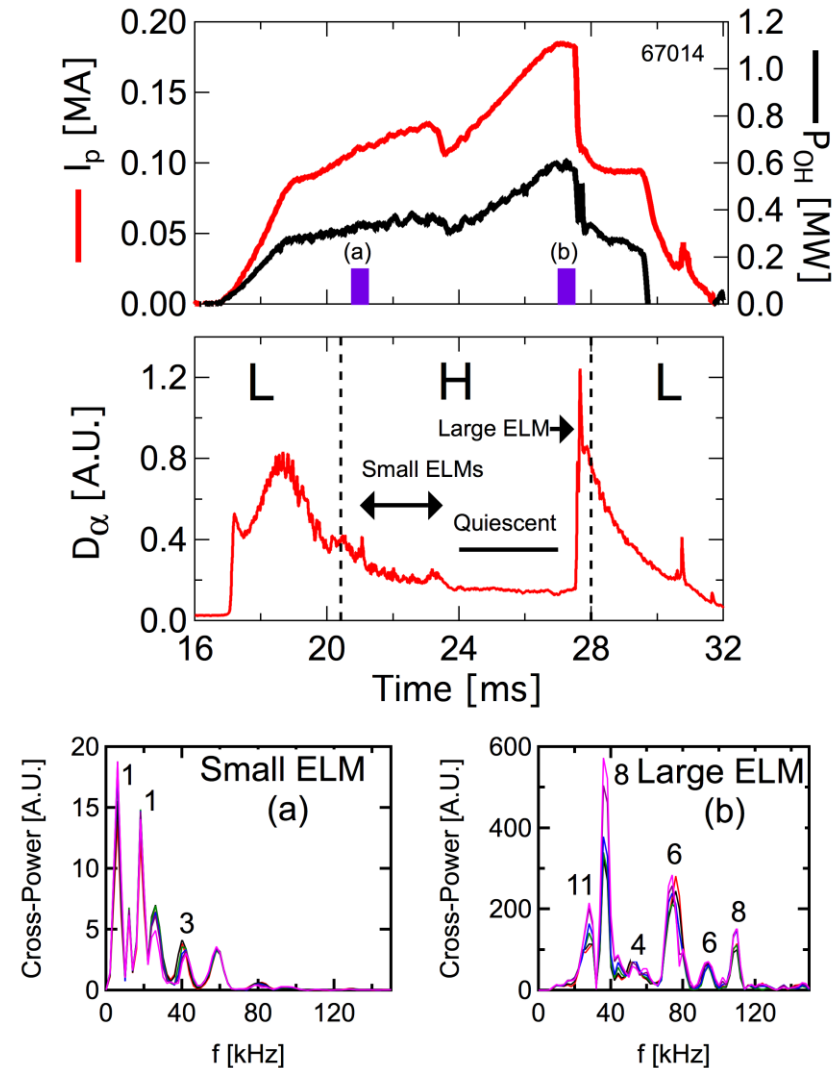 67014
I_p [MA]
P_OH [MW]
0.20
0.15
0.10
0.05
0.00
1.2
1.0
0.8
0.6
0.4
0.2
0.0
(a)
(b)
D_α [A.U.]
1.2
0.8
0.4
0.0
L
H
L
Large ELM
Small ELMs
Quiescent
16 20 24 28 32
Time [ms]
Cross-Power [A.U.]
20
15
10
5
0
Small ELM
(a)
1 1 3
0 40 80 120
f [kHz]
Cross-Power [A.U.]
600
400
200
0
Large ELM
(b)
11 8 4 6 6 8
0 40 80 120
f [kHz]